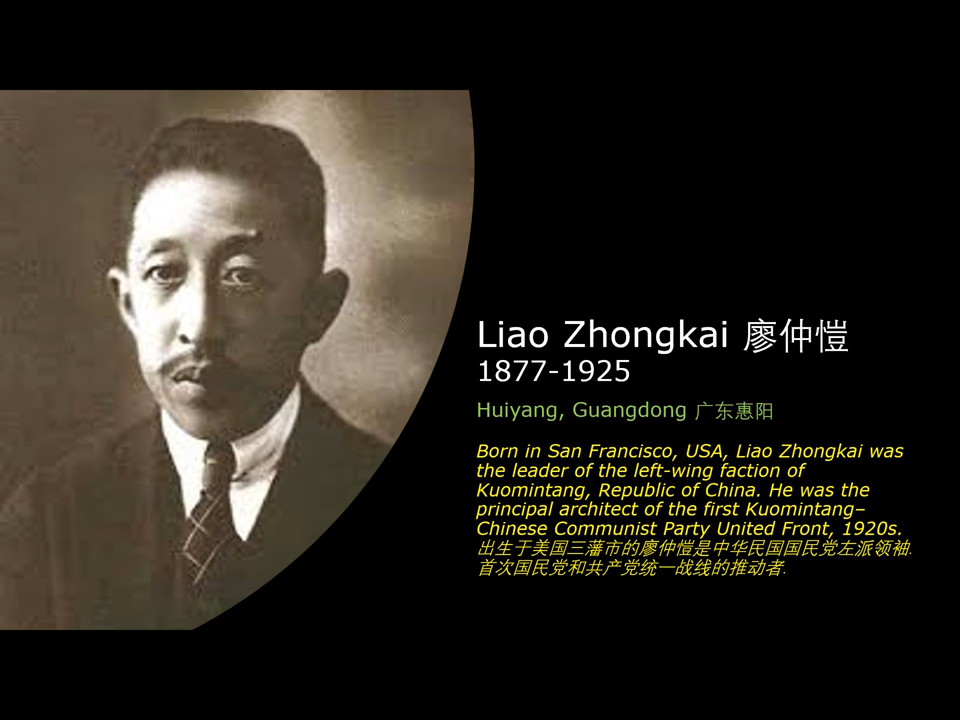 Liao Zhongkai 廖仲愷
1877-1925
Huiyang, Guangdong 广东惠阳
Born in San Francisco, USA, Liao Zhongkai was
the leader of the left-wing faction of
Kuomintang, Republic of China. He was the
principal architect of the first Kuomintang–
Chinese Communist Party United Front, 1920s.
出生于美国三藩市的廖仲愷是中华民国国民党左派领袖.
首次国民党和共产党统一战线的推动者.